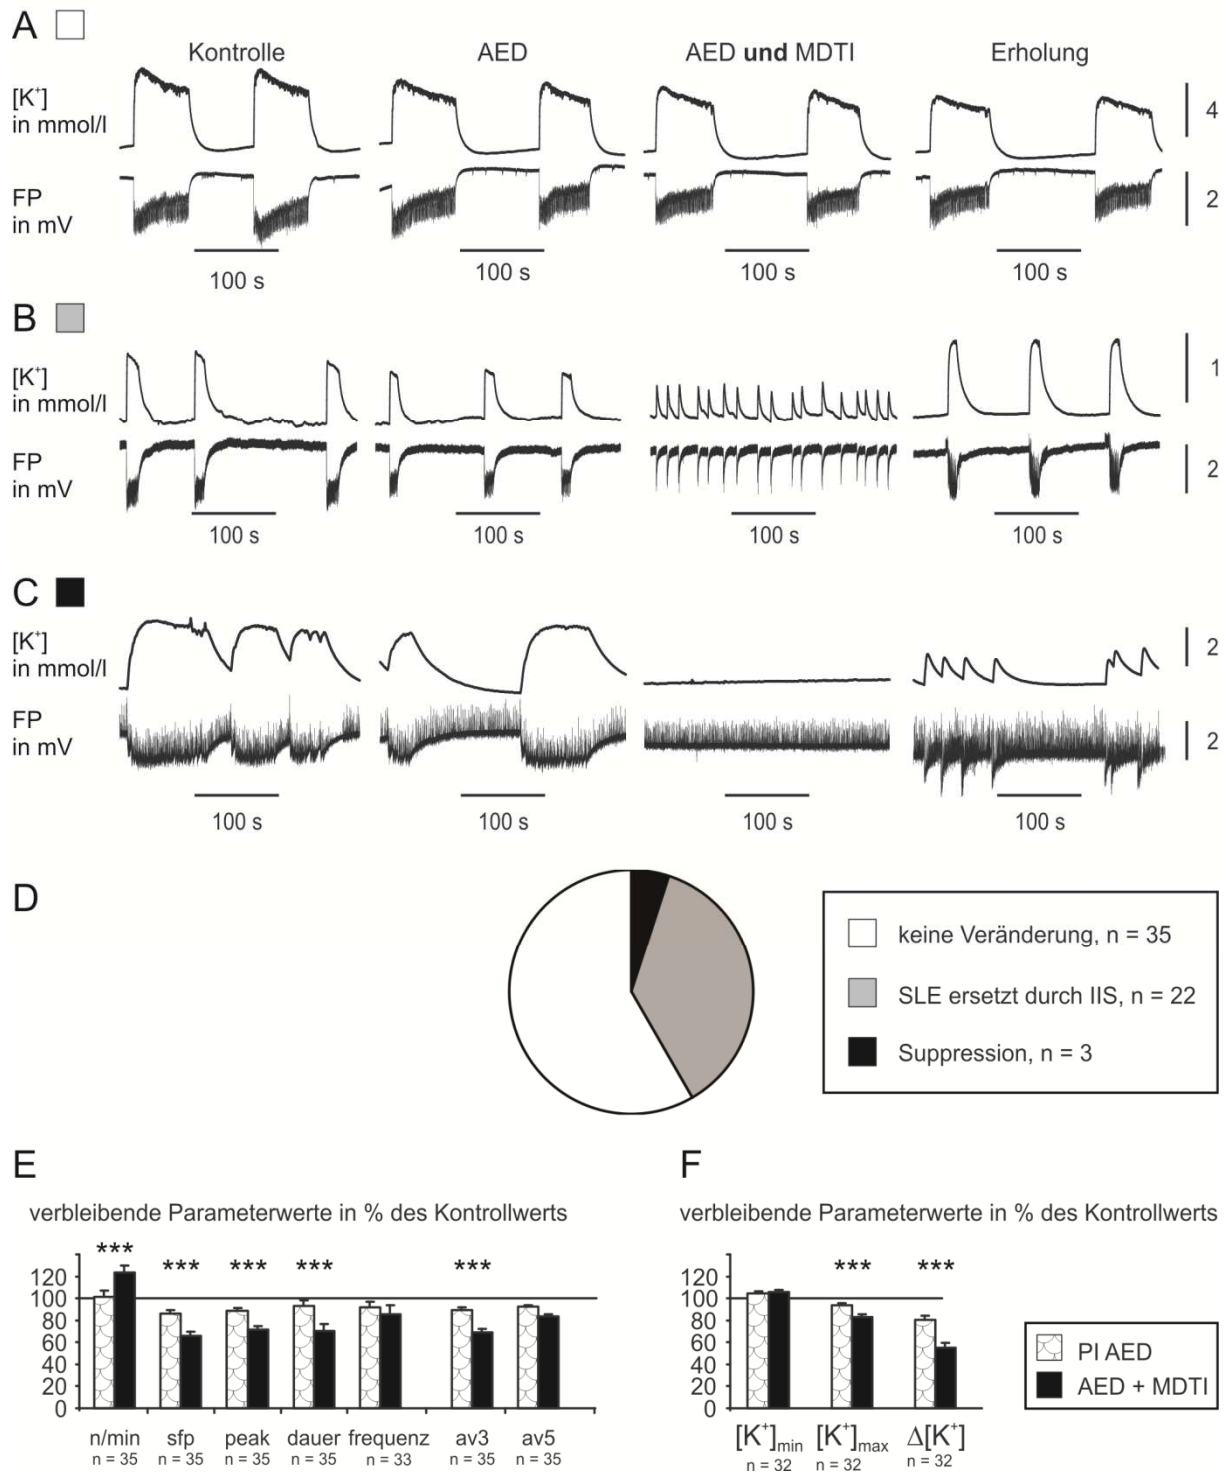 A
Kontrolle AED AED und MDTI Erholung
[K⁺]
in mmol/l
4
FP
in mV
2
100 s 100 s 100 s 100 s
B
[K⁺]
in mmol/l
1
FP
in mV
2
100 s 100 s 100 s 100 s
C
[K⁺]
in mmol/l
2
FP
in mV
2
100 s 100 s 100 s 100 s
D
keine Veränderung, n = 35
SLE ersetzt durch IIS, n = 22
Suppression, n = 3
E
verbleibende Parameterwerte in % des Kontrollwerts
*** *** *** *** ***
120
100
80
60
40
20
0
n/min sfp peak dauer frequenz av3 av5
n = 35 n = 35 n = 35 n = 35 n = 33 n = 35 n = 35
F
verbleibende Parameterwerte in % des Kontrollwerts
*** ***
120
100
80
60
40
20
0
[K⁺]min [K⁺]max Δ[K⁺]
n = 32 n = 32 n = 32
PI AED
AED + MDTI